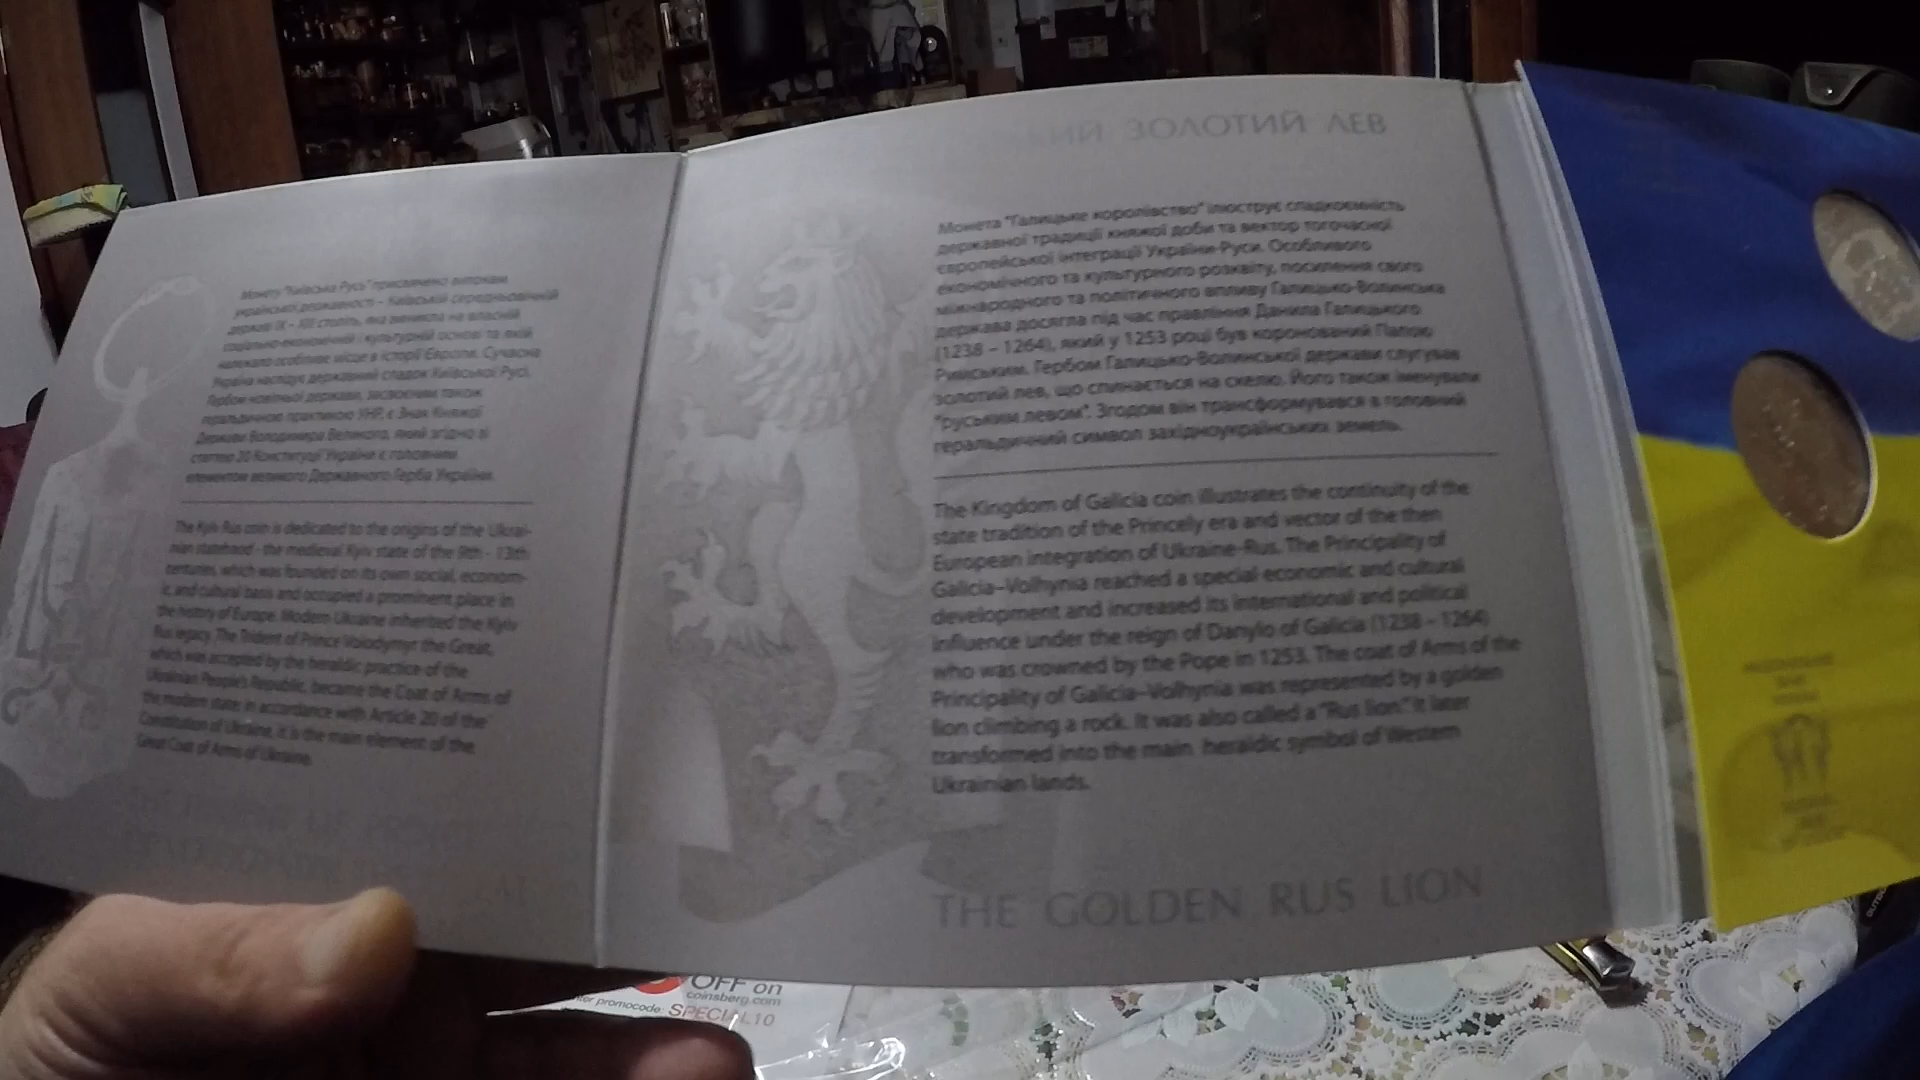 Монету "Київська Русь" присвячено витокам
української державності – Київській середньовічній
державі IX – XIII століть, яка виникла на власній
соціально-економічній і культурній основі та якій
належало особливе місце в історії Європи. Сучасна
Україна наслідує державний спадок Київської Русі.
Гербом новітньої держави, засвоєним також
геральдичною практикою УНР, є Знак Княжої
Держави Володимира Великого, який згідно зі
статтею 20 Конституції України є головним
елементом великого Державного Герба України.
The Kyiv Rus coin is dedicated to the origins of the Ukrai-
nian statehood - the medieval Kyiv state of the 9th - 13th
centuries, which was founded on its own social, econom-
ic, and cultural basis and occupied a prominent place in
the history of Europe. Modern Ukraine inherited the Kyiv
Rus legacy. The Trident of Prince Volodymyr the Great,
which was accepted by the heraldic practice of the
Ukrainian People's Republic, became the Coat of Arms of
the modern state; in accordance with Article 20 of the
Constitution of Ukraine, it is the main element of the
Great Coat of Arms of Ukraine.
ЗОЛОТИЙ ЛЕВ
Монета "Галицьке королівство" ілюструє спадкоємність
державної традиції княжої доби та вектор тогочасної
європейської інтеграції України-Руси. Особливого
економічного та культурного розквіту, посилення свого
міжнародного та політичного впливу Галицько-Волинська
держава досягла під час правління Данила Галицького
(1238 – 1264), який у 1253 році був коронований Папою
Римським. Гербом Галицько-Волинської держави слугував
золотий лев, що спинається на скелю. Його також іменували
"руським левом". Згодом він трансформувався в головний
геральдичний символ західноукраїнських земель.
The Kingdom of Galicia coin illustrates the continuity of the
state tradition of the Princely era and vector of the then
European integration of Ukraine-Rus. The Principality of
Galicia–Volhynia reached a special economic and cultural
development and increased its international and political
influence under the reign of Danylo of Galicia (1238 – 1264)
who was crowned by the Pope in 1253. The coat of Arms of the
Principality of Galicia–Volhynia was represented by a golden
lion climbing a rock. It was also called a "Rus lion." It later
transformed into the main heraldic symbol of Western
Ukrainian lands.
THE GOLDEN RUS LION
OFF on
coinsberg.com
promocode: SPECIAL10